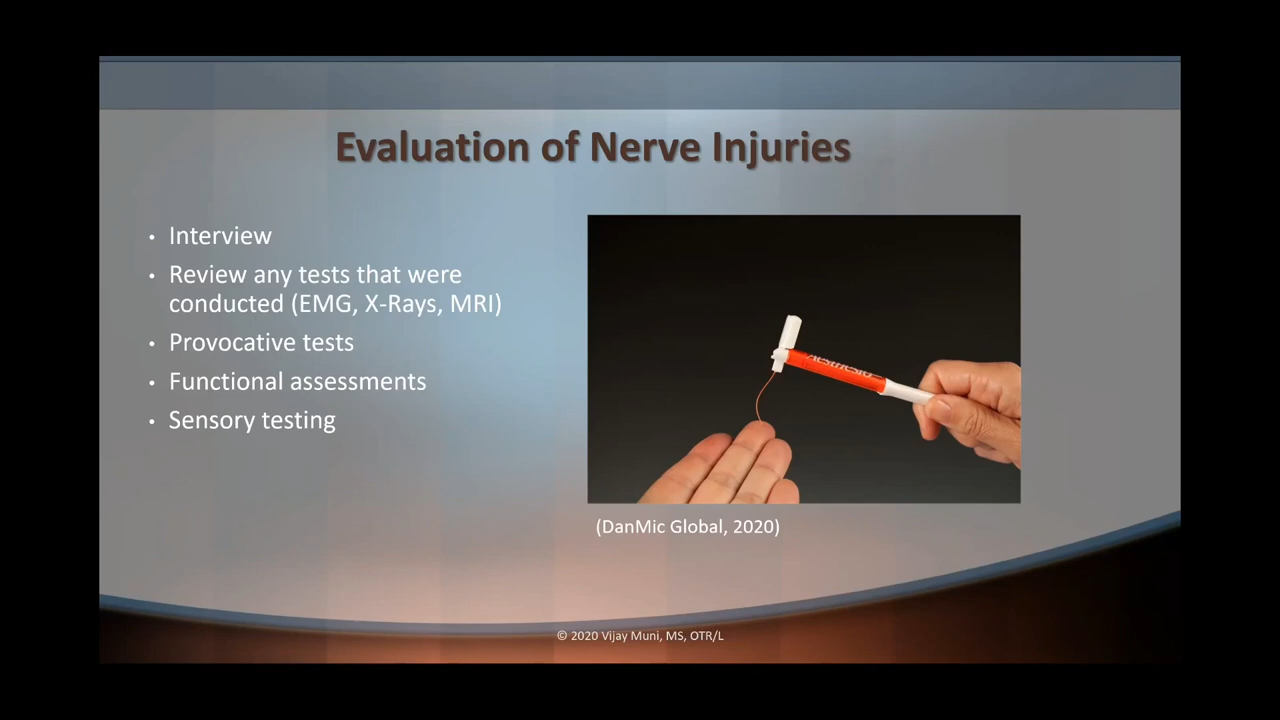 Evaluation of Nerve Injuries
• Interview
• Review any tests that were
conducted (EMG, X-Rays, MRI)
• Provocative tests
• Functional assessments
• Sensory testing
Aesthesio
(DanMic Global, 2020)
© 2020 Vijay Muni, MS, OTR/L